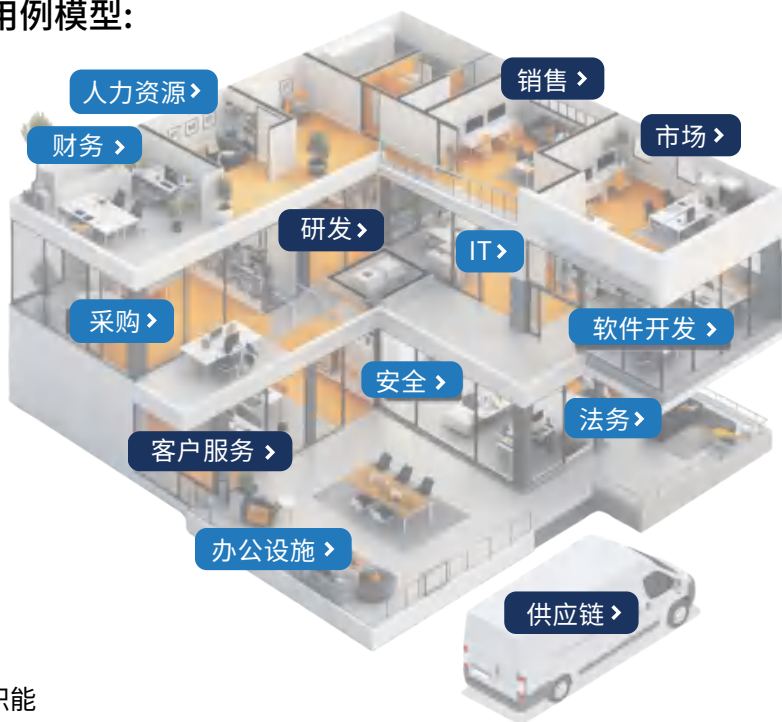 用例模型:
人力资源
销售
财务
市场
研发
IT
采购
软件开发
安全
法务
客户服务
办公设施
供应链
职能